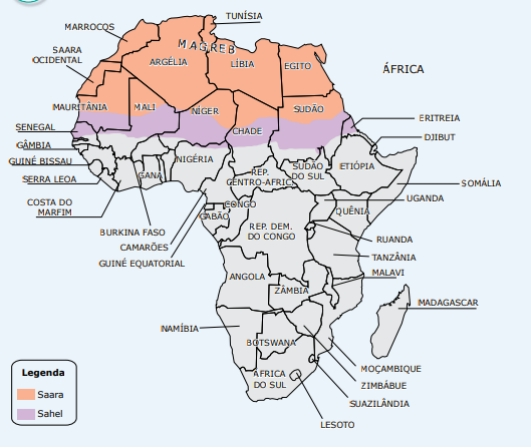 TUNÍSIA
MARROCOS
MAGREB
SAARA
OCIDENTAL
ARGÉLIA
LÍBIA
EGITO
ÁFRICA
MAURITÂNIA
MALI
NÍGER
SUDÃO
CHADE
ERITREIA
SENEGAL
DJIBUT
GÂMBIA
GUINÉ BISSAU
NIGÉRIA
SUDÃO
DO SUL
ETIÓPIA
SERRA LEOA
GANA
REP.
CENTRO-AFRIC.
SOMÁLIA
COSTA DO
MARFIM
CONGO
GABÃO
UGANDA
QUÊNIA
BURKINA FASO
CAMARÕES
GUINÉ EQUATORIAL
REP. DEM.
DO CONGO
RUANDA
TANZÂNIA
MALAVI
ANGOLA
ZÂMBIA
MADAGASCAR
NAMÍBIA
BOTSWANA
MOÇAMBIQUE
ZIMBÁBUE
SUAZILÂNDIA
ÁFRICA
DO SUL
LESOTO
Legenda
Saara
Sahel